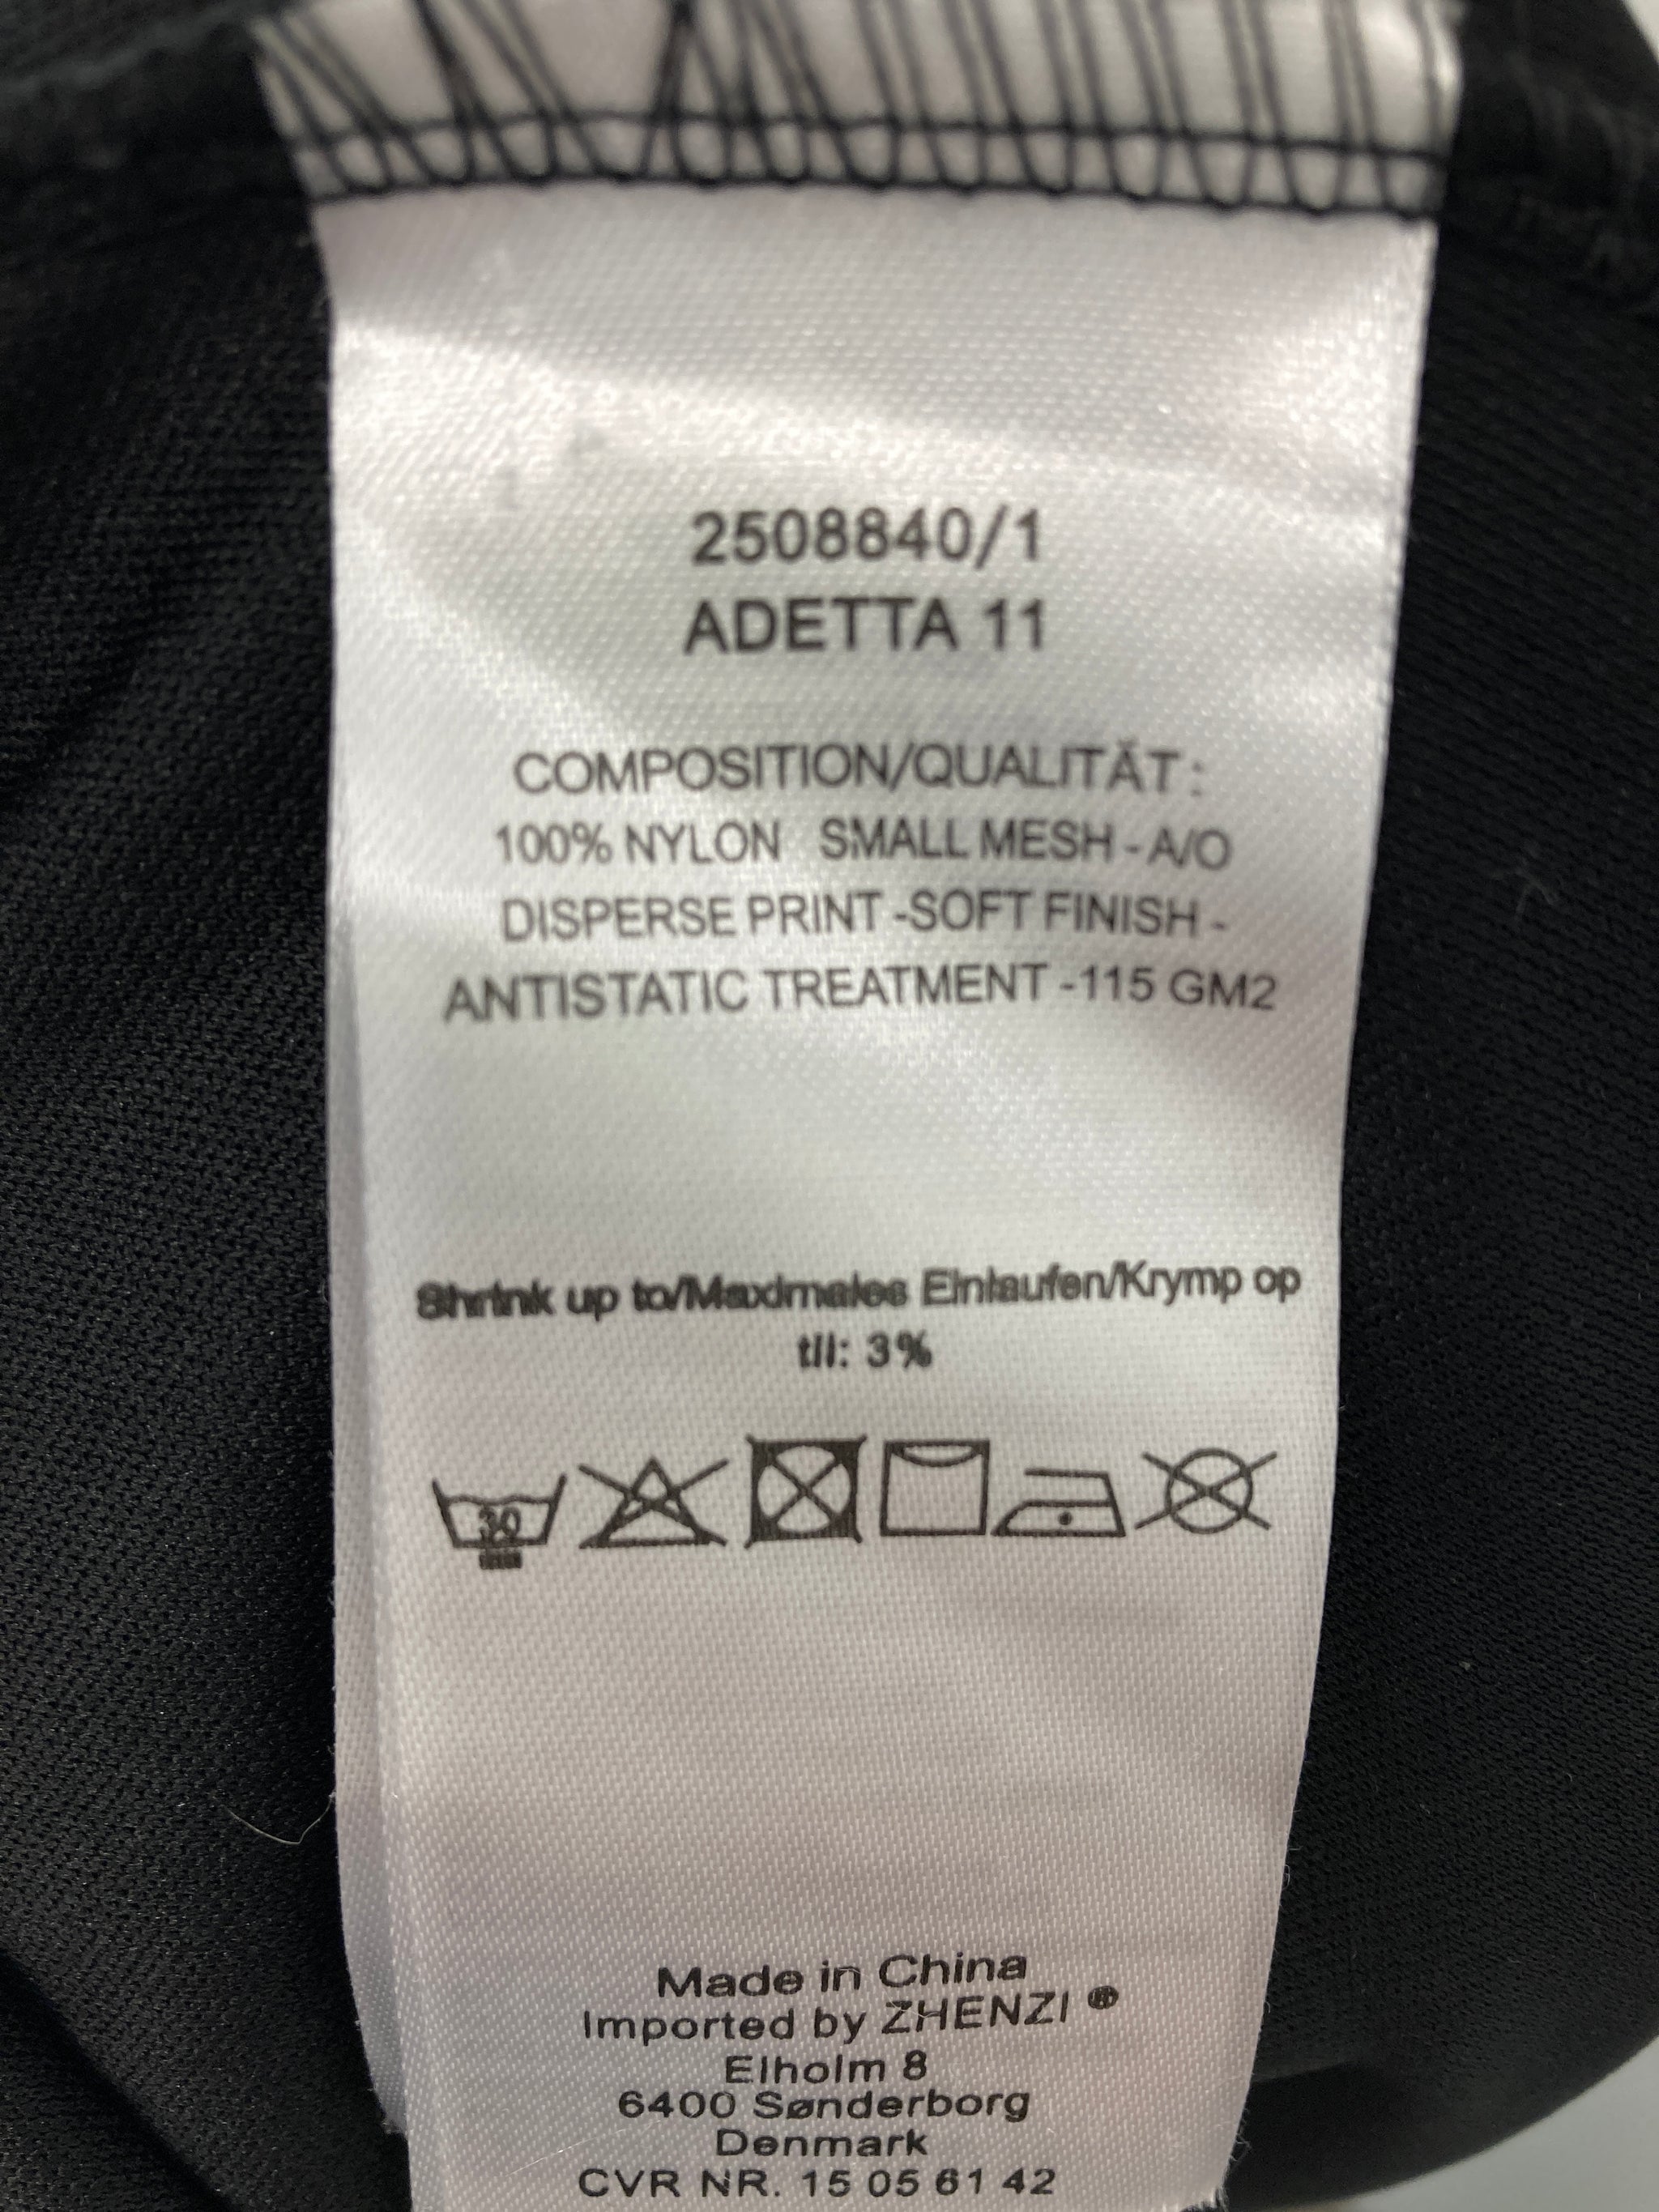 2508840/1
ADETTA 11
COMPOSITION/QUALITÄT:
100% NYLON SMALL MESH - A/O
DISPERSE PRINT -SOFT FINISH -
ANTISTATIC TREATMENT -115 GM2
Shrink up to/Maximales Einlaufen/Krymp op
til: 3%
30
Made in China
Imported by ZHENZI ®
Elholm 8
6400 Sønderborg
Denmark
CVR NR. 15 05 61 42